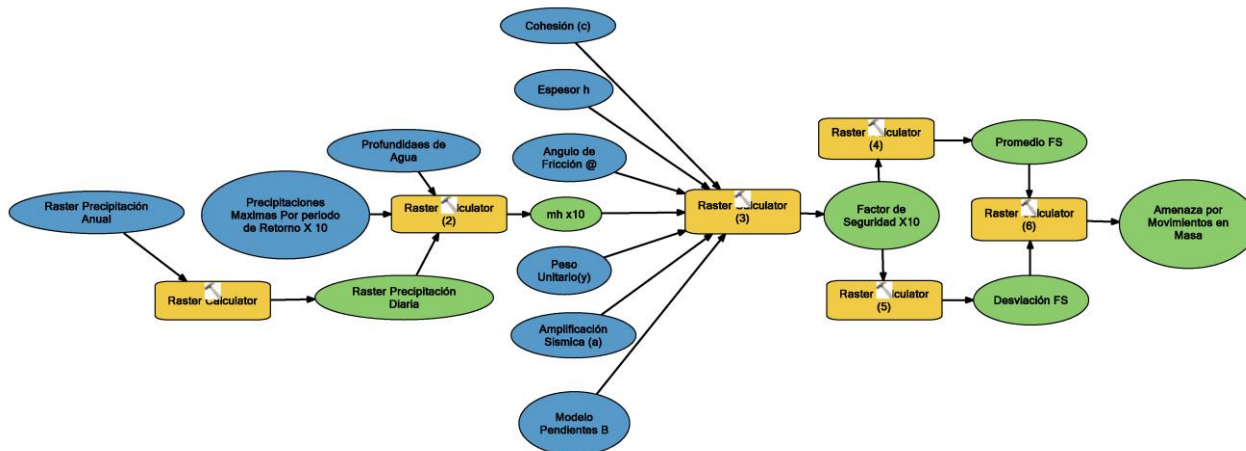 Raster Precipitación
Anual
Raster Calculator
Raster Precipitación
Diaria
Precipitaciones
Maximas Por periodo
de Retorno X 10
Profundidaes de
Agua
Raster Calculator
(2)
mh x10
Cohesión (c)
Espesor h
Angulo de
Fricción @
Peso
Unitario(y)
Amplificación
Sismica (a)
Modelo
Pendientes B
Raster Calculator
(3)
Factor de
Seguridad X10
Raster Calculator
(4)
Promedio FS
Raster Calculator
(5)
Desviación FS
Raster Calculator
(6)
Amenaza por
Movimientos en
Masa